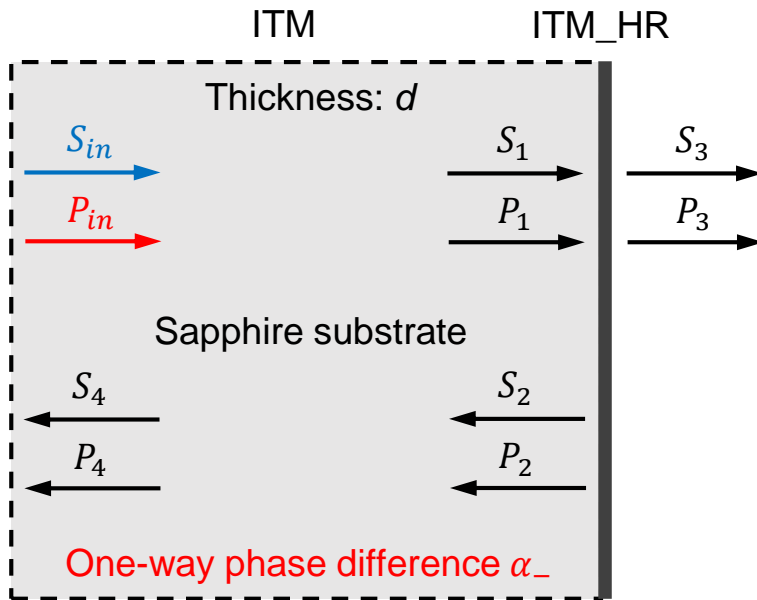 ITM ITM_HR
Thickness: d
S_in S_1 S_3
P_in P_1 P_3
Sapphire substrate
S_4 S_2
P_4 P_2
One-way phase difference α_−